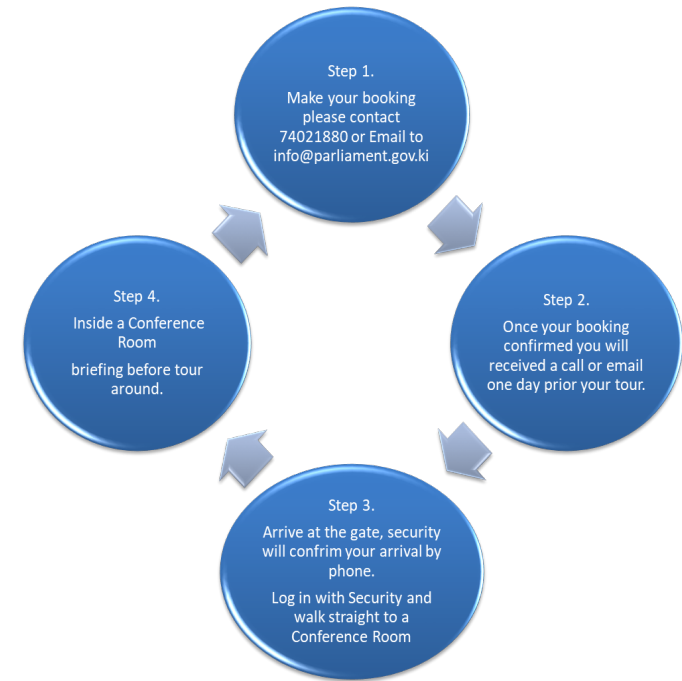 Step 1.
Make your booking
please contact
74021880 or Email to
info@parliament.gov.ki
Step 2.
Once your booking
confirmed you will
received a call or email
one day prior your tour.
Step 3.
Arrive at the gate, security
will confrim your arrival by
phone.
Log in with Security and
walk straight to a
Conference Room
Step 4.
Inside a Conference
Room
briefing before tour
around.